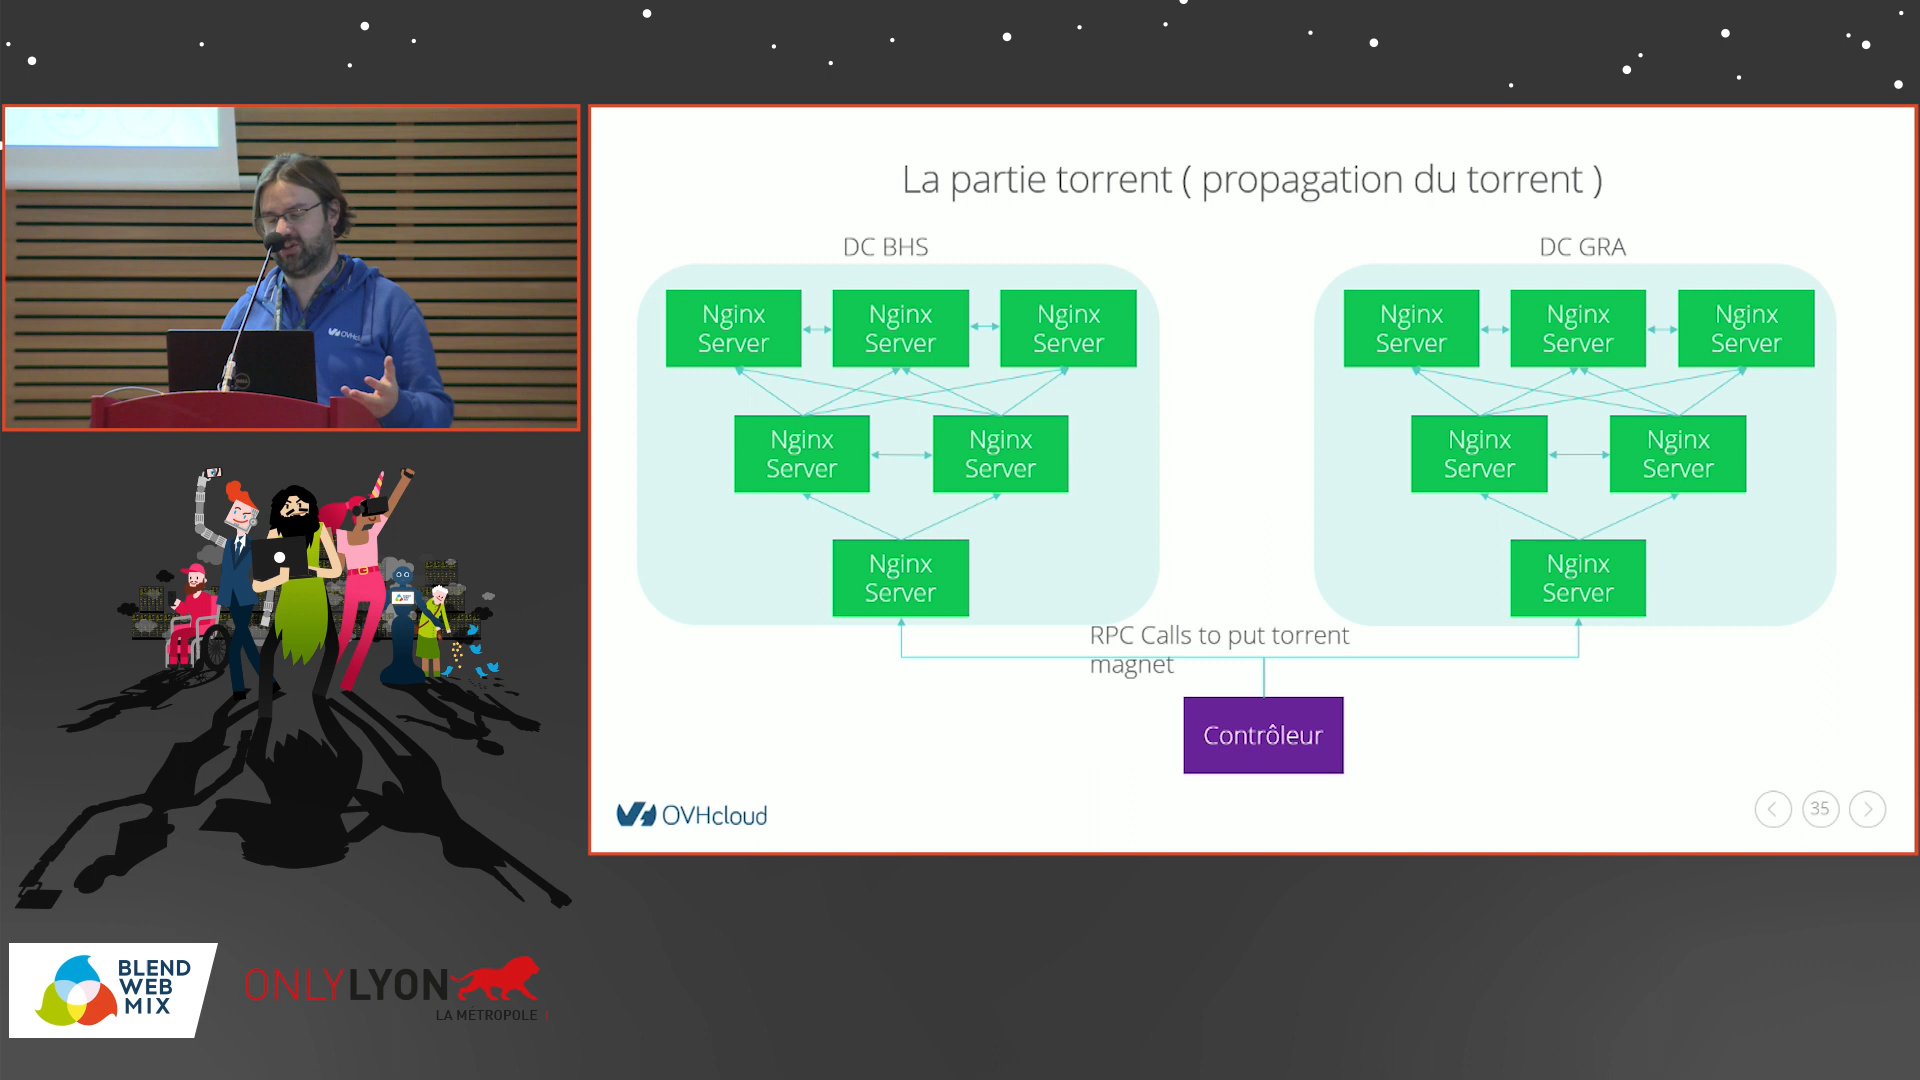 La partie torrent ( propagation du torrent )
DC BHS
DC GRA
Nginx
Server
Nginx
Server
Nginx
Server
Nginx
Server
Nginx
Server
Nginx
Server
Nginx
Server
Nginx
Server
Nginx
Server
Nginx
Server
Nginx
Server
Nginx
Server
RPC Calls to put torrent
magnet
Contrôleur
OVHcloud
35
BLEND
WEB
MIX
ONLYLYON
LA MÉTROPOLE